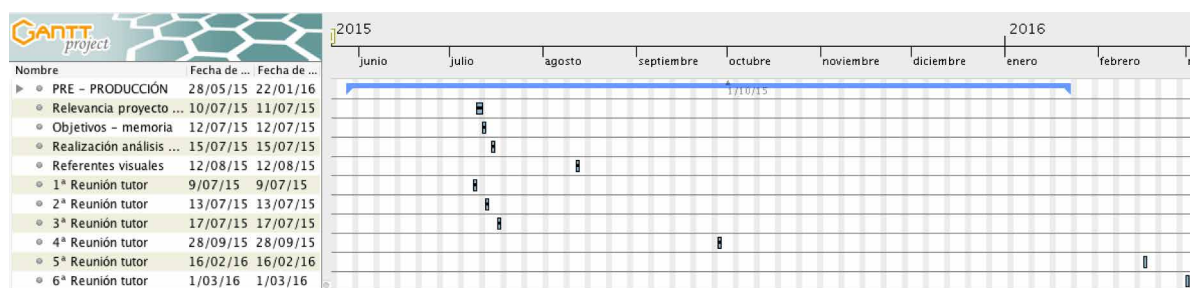 GANTT
project
2015
2016
junio julio agosto septiembre octubre noviembre diciembre enero febrero
Nombre Fecha de ... Fecha de ...
PRE – PRODUCCIÓN 28/05/15 22/01/16
1/10/15
Relevancia proyecto ... 10/07/15 11/07/15
Objetivos – memoria 12/07/15 12/07/15
Realización análisis ... 15/07/15 15/07/15
Referentes visuales 12/08/15 12/08/15
1ª Reunión tutor 9/07/15 9/07/15
2ª Reunión tutor 13/07/15 13/07/15
3ª Reunión tutor 17/07/15 17/07/15
4ª Reunión tutor 28/09/15 28/09/15
5ª Reunión tutor 16/02/16 16/02/16
6ª Reunión tutor 1/03/16 1/03/16